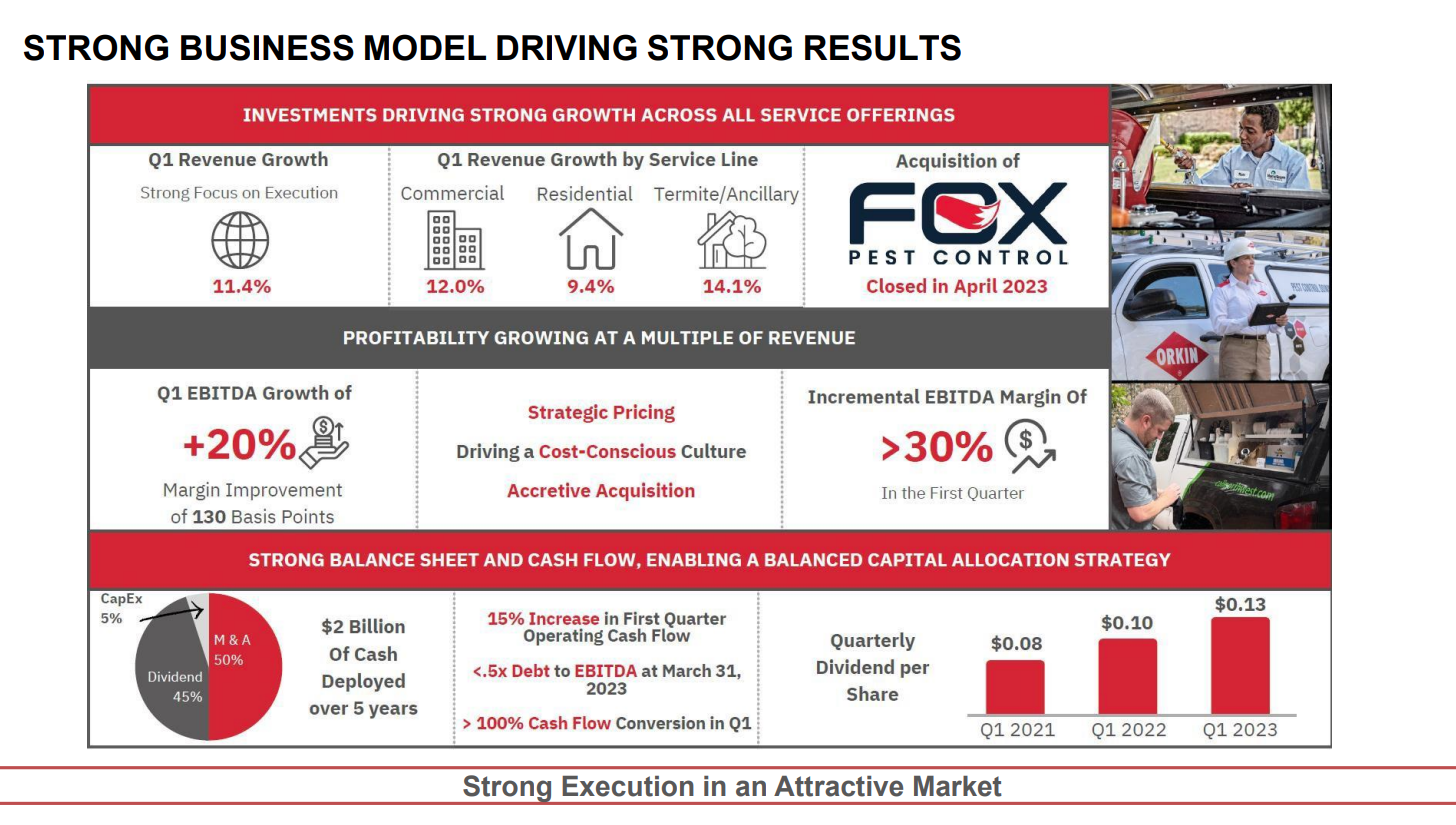 STRONG BUSINESS MODEL DRIVING STRONG RESULTS
INVESTMENTS DRIVING STRONG GROWTH ACROSS ALL SERVICE OFFERINGS
Q1 Revenue Growth
Strong Focus on Execution
11.4%
Q1 Revenue Growth by Service Line
Commercial
Residential
Termite/Ancillary
12.0%
9.4%
14.1%
Acquisition of
FOX
PEST CONTROL
Closed in April 2023
ORKIN
PROFITABILITY GROWING AT A MULTIPLE OF REVENUE
Q1 EBITDA Growth of
+20%
Margin Improvement
of 130 Basis Points
Strategic Pricing
Driving a Cost-Conscious Culture
Accretive Acquisition
Incremental EBITDA Margin Of
>30%
In the First Quarter
STRONG BALANCE SHEET AND CASH FLOW, ENABLING A BALANCED CAPITAL ALLOCATION STRATEGY
CapEx
5%
M & A
50%
Dividend
45%
$2 Billion
Of Cash
Deployed
over 5 years
15% Increase in First Quarter
Operating Cash Flow
<.5x Debt to EBITDA at March 31,
2023
> 100% Cash Flow Conversion in Q1
Quarterly
Dividend per
Share
$0.08
$0.10
$0.13
Q1 2021
Q1 2022
Q1 2023
Strong Execution in an Attractive Market